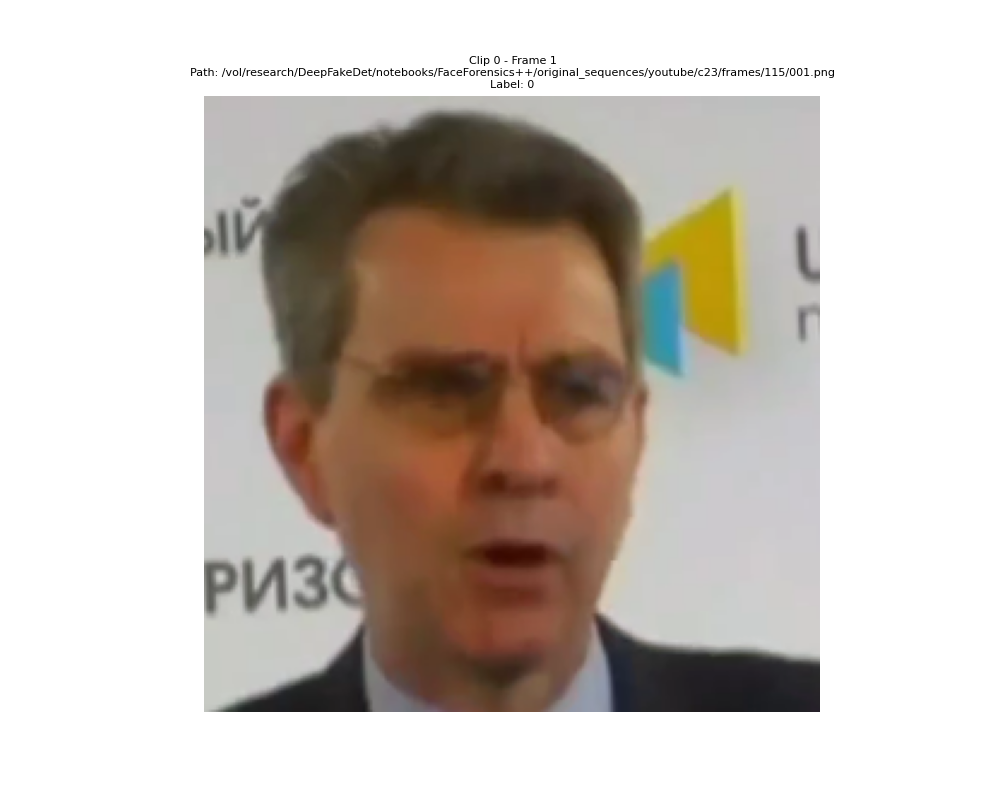 Clip 0 - Frame 1
Path: /vol/research/DeepFakeDet/notebooks/FaceForensics++/original_sequences/youtube/c23/frames/115/001.png
Label: 0
ЫЙ
U
РИЗО